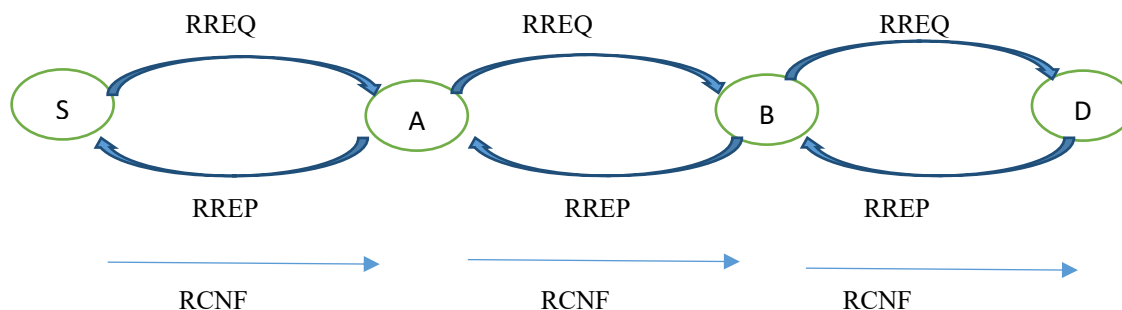 RREQ RREQ RREQ
S A B D
RREP RREP RREP
RCNF RCNF RCNF